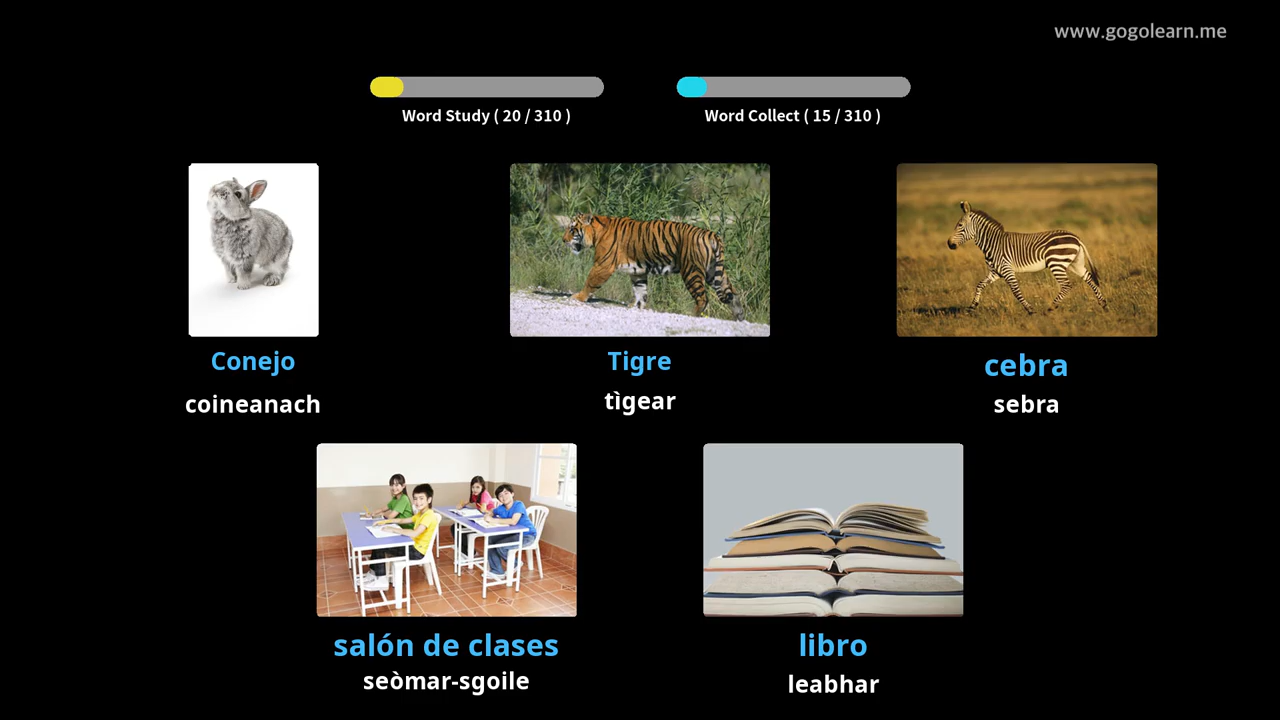 www.gogolearn.me
Word Study ( 20 / 310 )
Word Collect ( 15 / 310 )
Conejo
coineanach
Tigre
tìgear
cebra
sebra
salón de clases
seòmar-sgoile
libro
leabhar